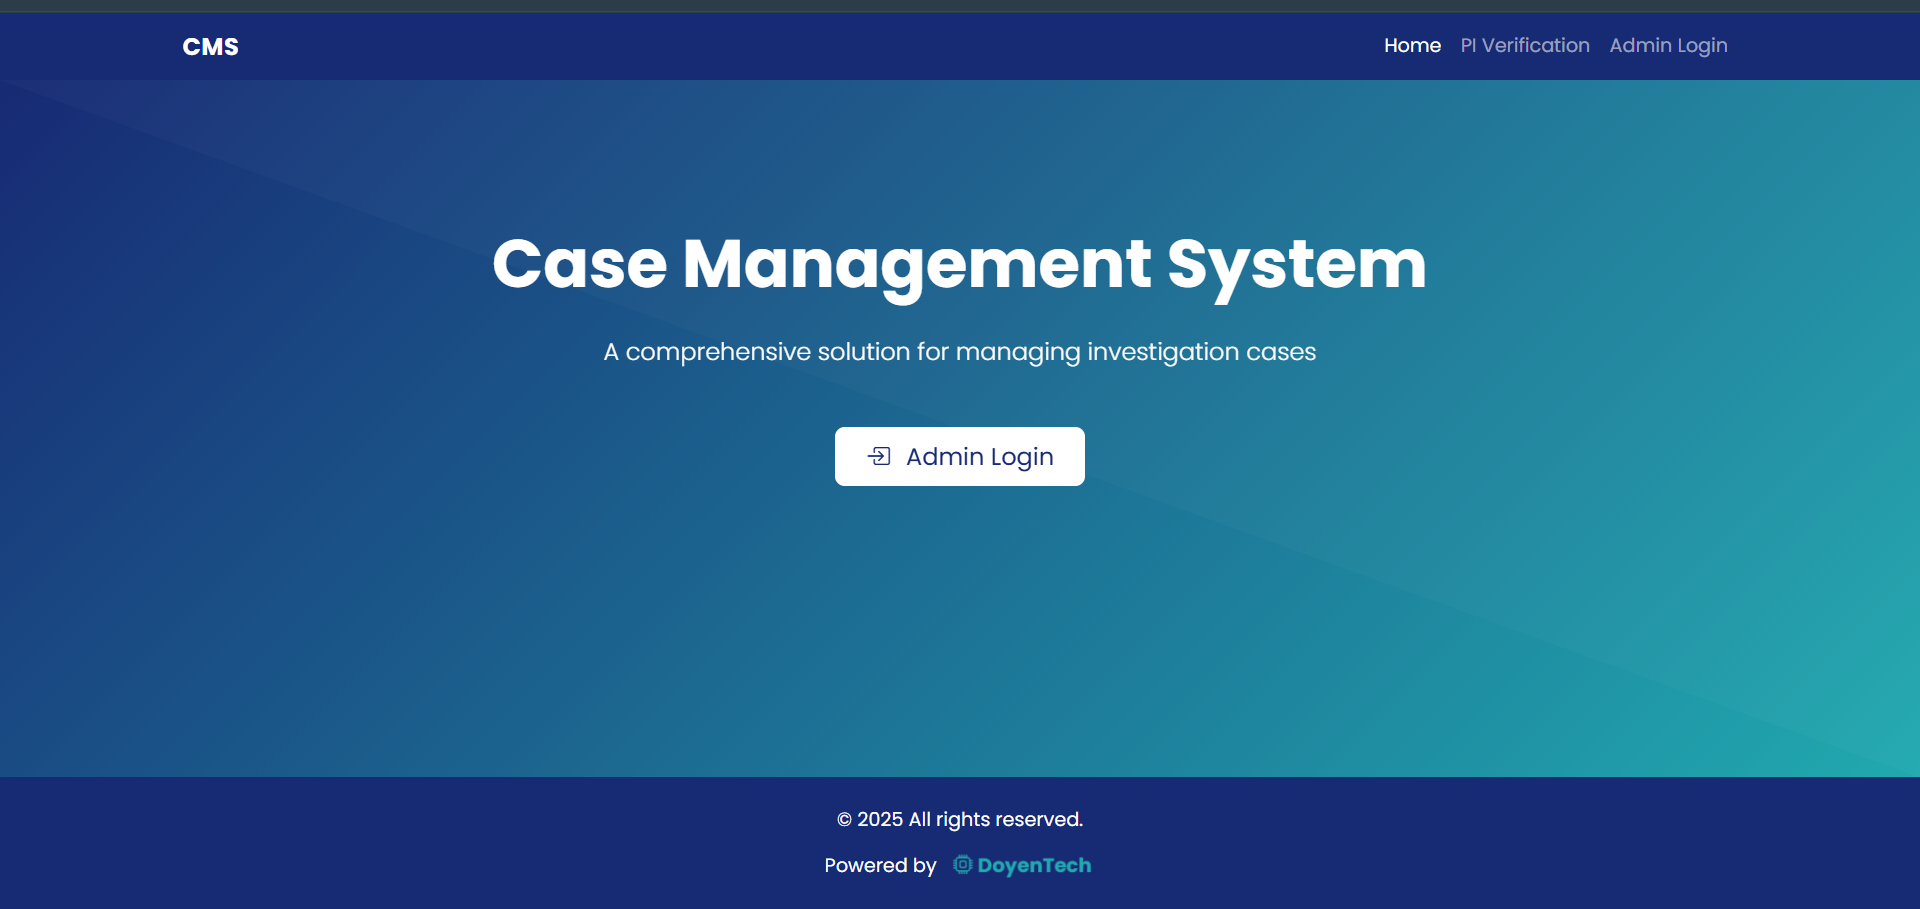 CMS
Home PI Verification Admin Login
Case Management System
A comprehensive solution for managing investigation cases
Admin Login
© 2025 All rights reserved.
Powered by DoyenTech